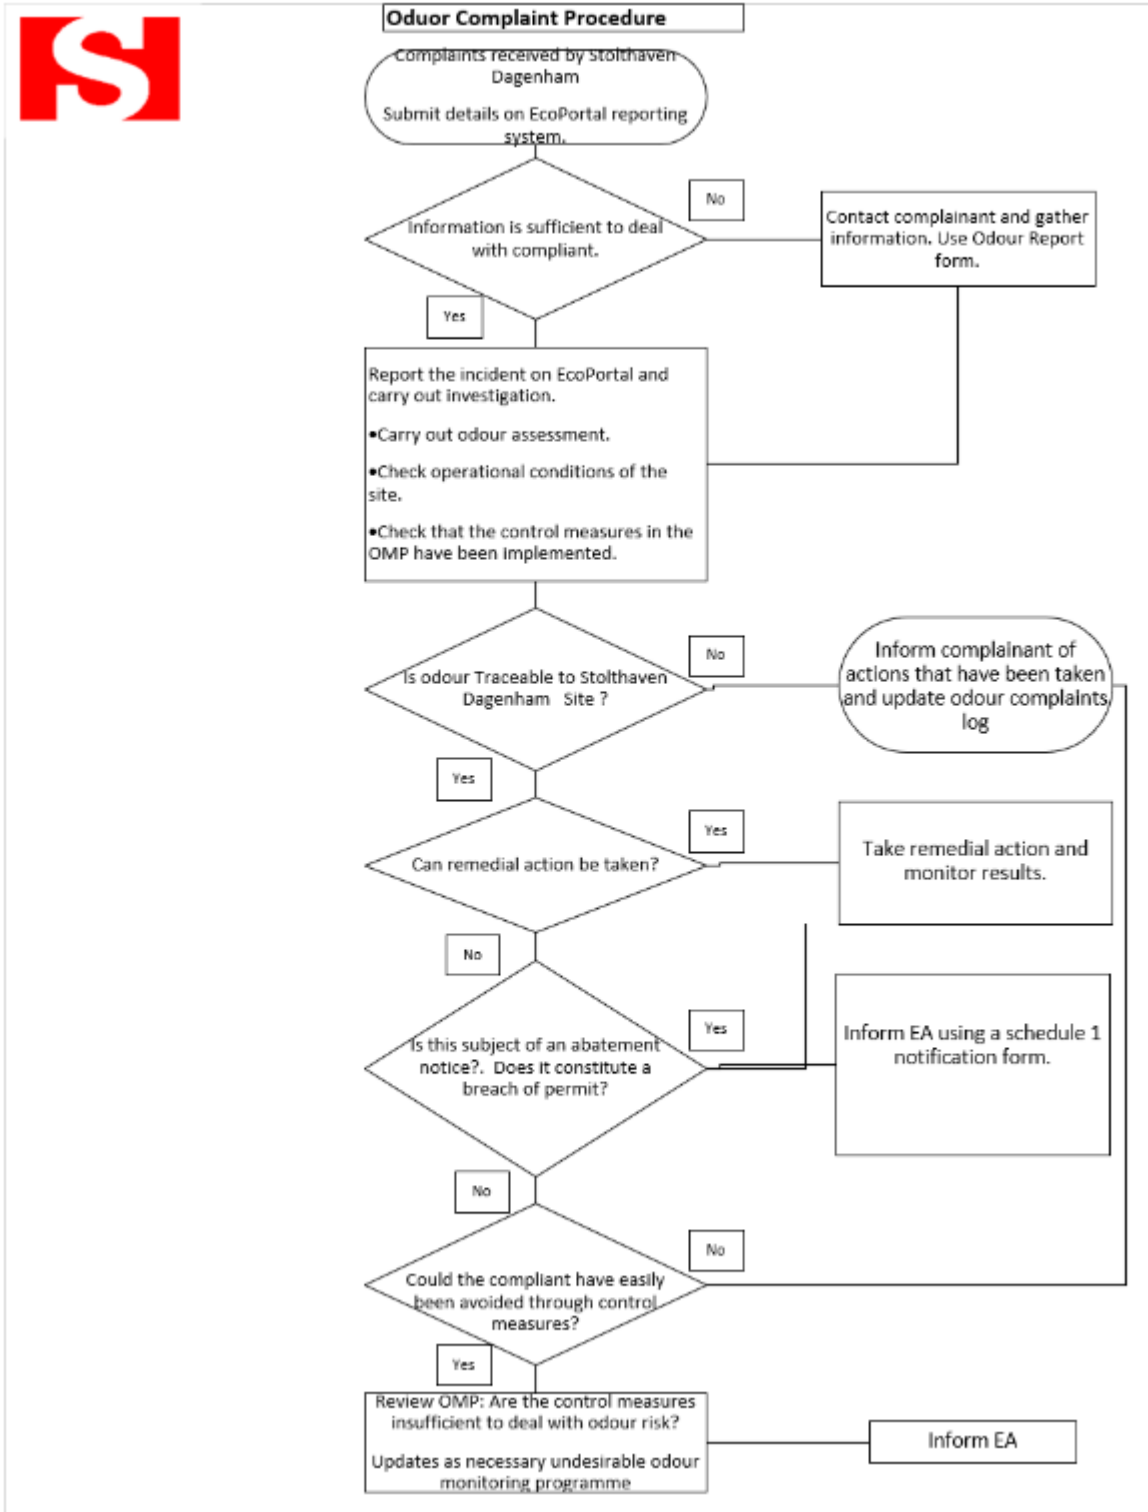 Oduor Complaint Procedure
Complaints received by Stolthaven
Dagenham
Submit details on EcoPortal reporting
system.
No
Information is sufficient to deal
with compliant.
Contact complainant and gather
information. Use Odour Report
form.
Yes
Report the incident on EcoPortal and
carry out investigation.
•Carry out odour assessment.
•Check operational conditions of the
site.
•Check that the control measures in the
OMP have been implemented.
No
Is odour Traceable to Stolthaven
Dagenham Site ?
Inform complainant of
actions that have been taken
and update odour complaints
log
Yes
Yes
Can remedial action be taken?
Take remedial action and
monitor results.
No
Yes
Is this subject of an abatement
notice?. Does it constitute a
breach of permit?
Inform EA using a schedule 1
notification form.
No
No
Could the compliant have easily
been avoided through control
measures?
Yes
Review OMP: Are the control measures
insufficient to deal with odour risk?
Updates as necessary undesirable odour
monitoring programme
Inform EA